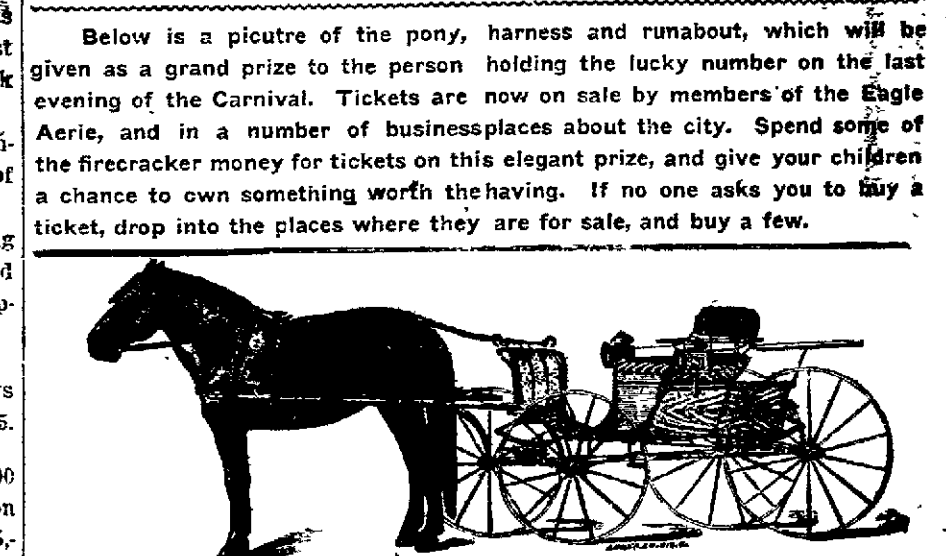 Below is a picutre of the pony, harness and runabout, which will be
given as a grand prize to the person holding the lucky number on the last
evening of the Carnival. Tickets are now on sale by members of the Eagle
Aerie, and in a number of businessplaces about the city. Spend some of
the firecracker money for tickets on this elegant prize, and give your children
a chance to own something worth the having. If no one asks you to buy a
ticket, drop into the places where they are for sale, and buy a few.